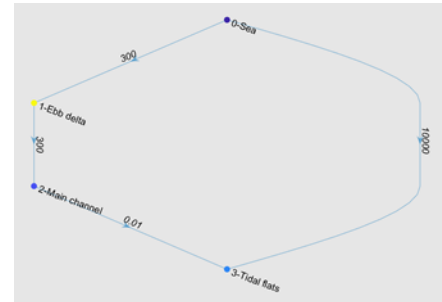 0-Sea
300
1-Ebb delta
300
10000
2-Main channel
0.01
3-Tidal flats